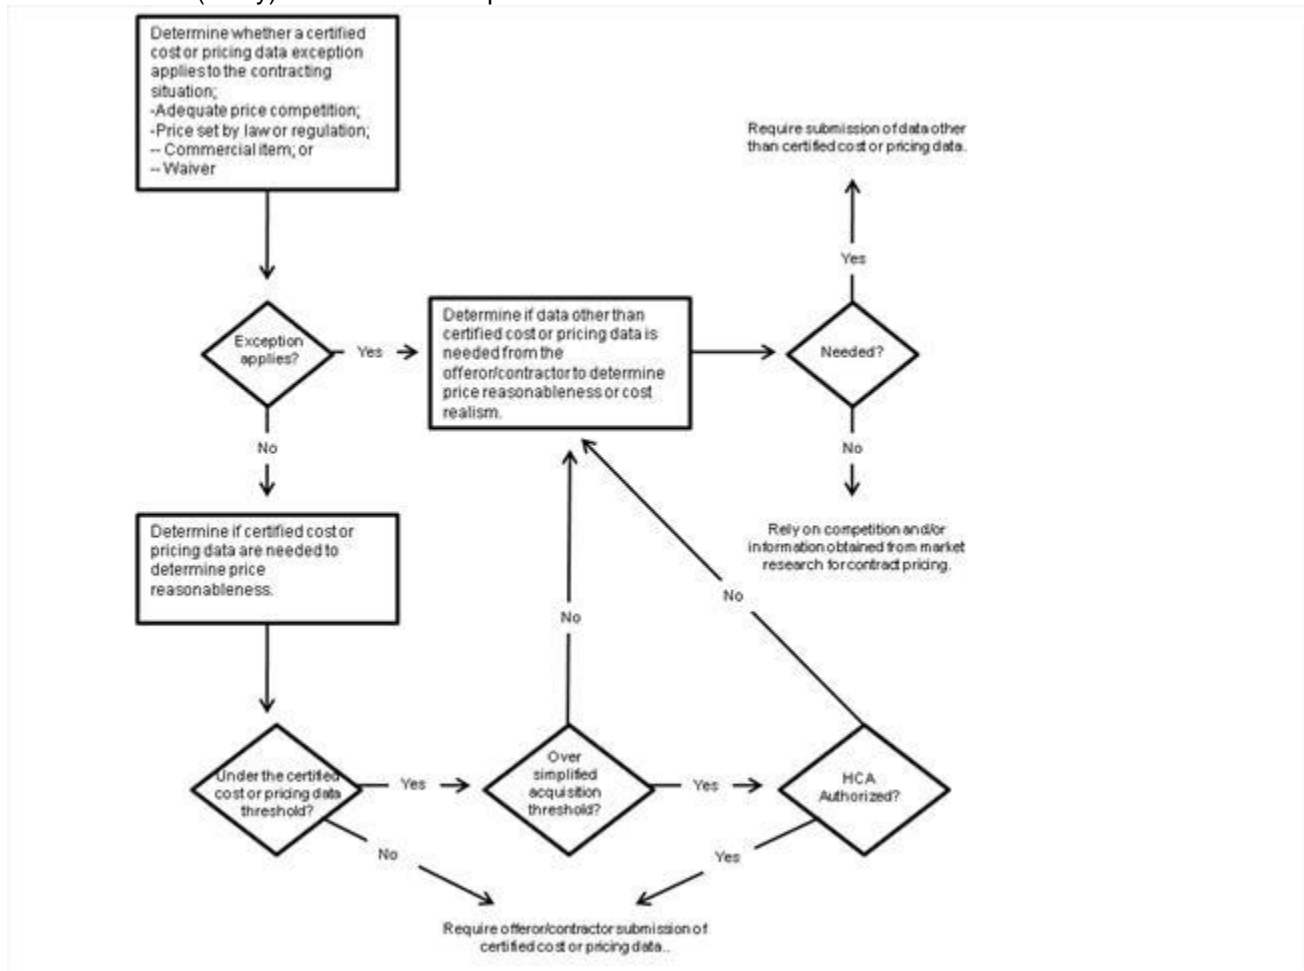 Determine whether a certified
cost or pricing data exception
applies to the contracting
situation;
-Adequate price competition;
-Price set by law or regulation;
-- Commercial item; or
-- Waiver
Require submission of data other
than certified cost or pricing data.
Yes
Exception
applies?
Yes
Determine if data other than
certified cost or pricing data is
needed from the
offeror/contractor to determine
price reasonableness or cost
realism.
Needed?
No
No
Determine if certified cost or
pricing data are needed to
determine price
reasonableness.
Rely on competition and/or
information obtained from market
research for contract pricing.
No
No
Under the certified
cost or pricing data
threshold?
Yes
Over
simplified
acquisition
threshold?
Yes
HCA
Authorized?
No
Yes
Require offeror/contractor submission of
certified cost or pricing data..